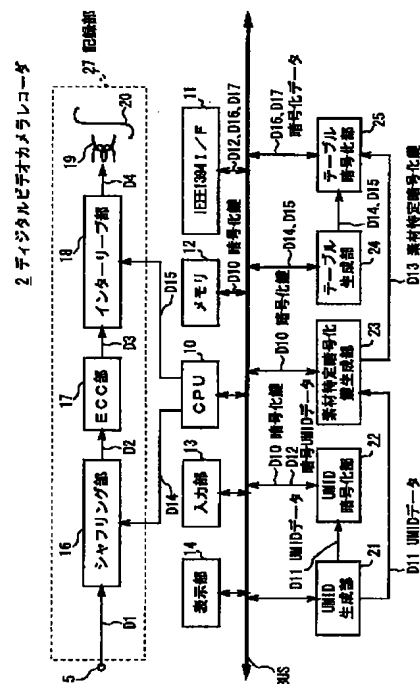 2 ディジタルビデオカメラレコーダ
27 記録部
5
D1
シャフリング部
16
D2
ECC部
17
D3
インターリーブ部
18
D4
19
20
D14
D15
表示部
14
入力部
13
CPU
10
メモリ
12
IEEE1394 I/F
11
D10 暗号化鍵
D12、D16、D17
BUS
D11 UMIDデータ
D10 暗号化鍵
D12
暗号UMIDデータ
D10 暗号化鍵
D14、D15
D16、D17
暗号化データ
UMID
生成部
21
D11 UMIDデータ
UMID
暗号化部
22
素材特定暗号化
鍵生成部
23
テーブル
生成部
24
D14、D15
テーブル
暗号化部
25
D11 UMIDデータ
D13 素材特定暗号化鍵